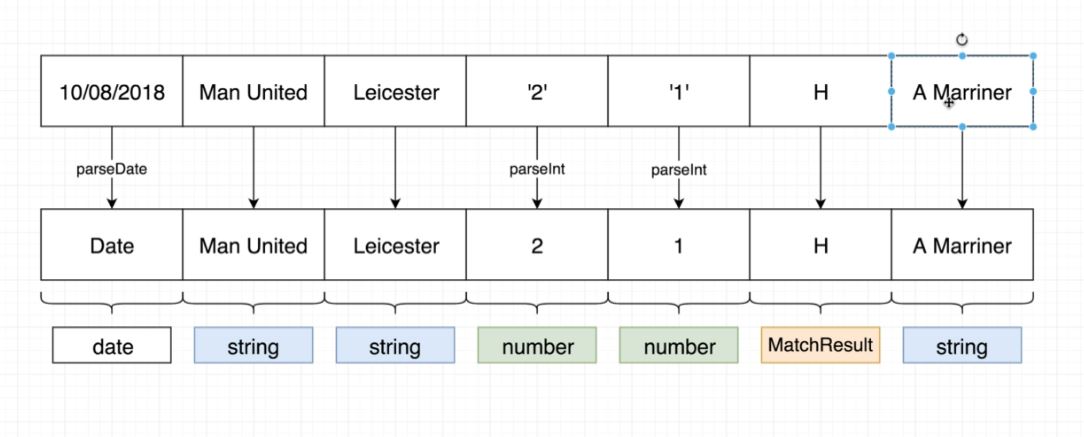 10/08/2018 Man United Leicester '2' '1' H A Marriner
parseDate parseInt parseInt
Date Man United Leicester 2 1 H A Marriner
date string string number number MatchResult string